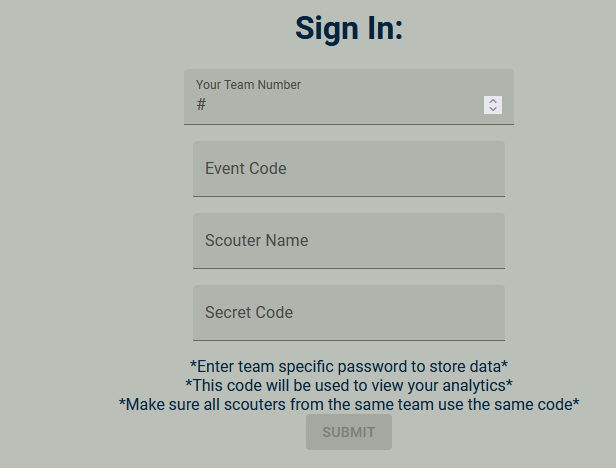 Sign In:
Your Team Number
#
Event Code
Scouter Name
Secret Code
*Enter team specific password to store data*
*This code will be used to view your analytics*
*Make sure all scouters from the same team use the same code*
SUBMIT